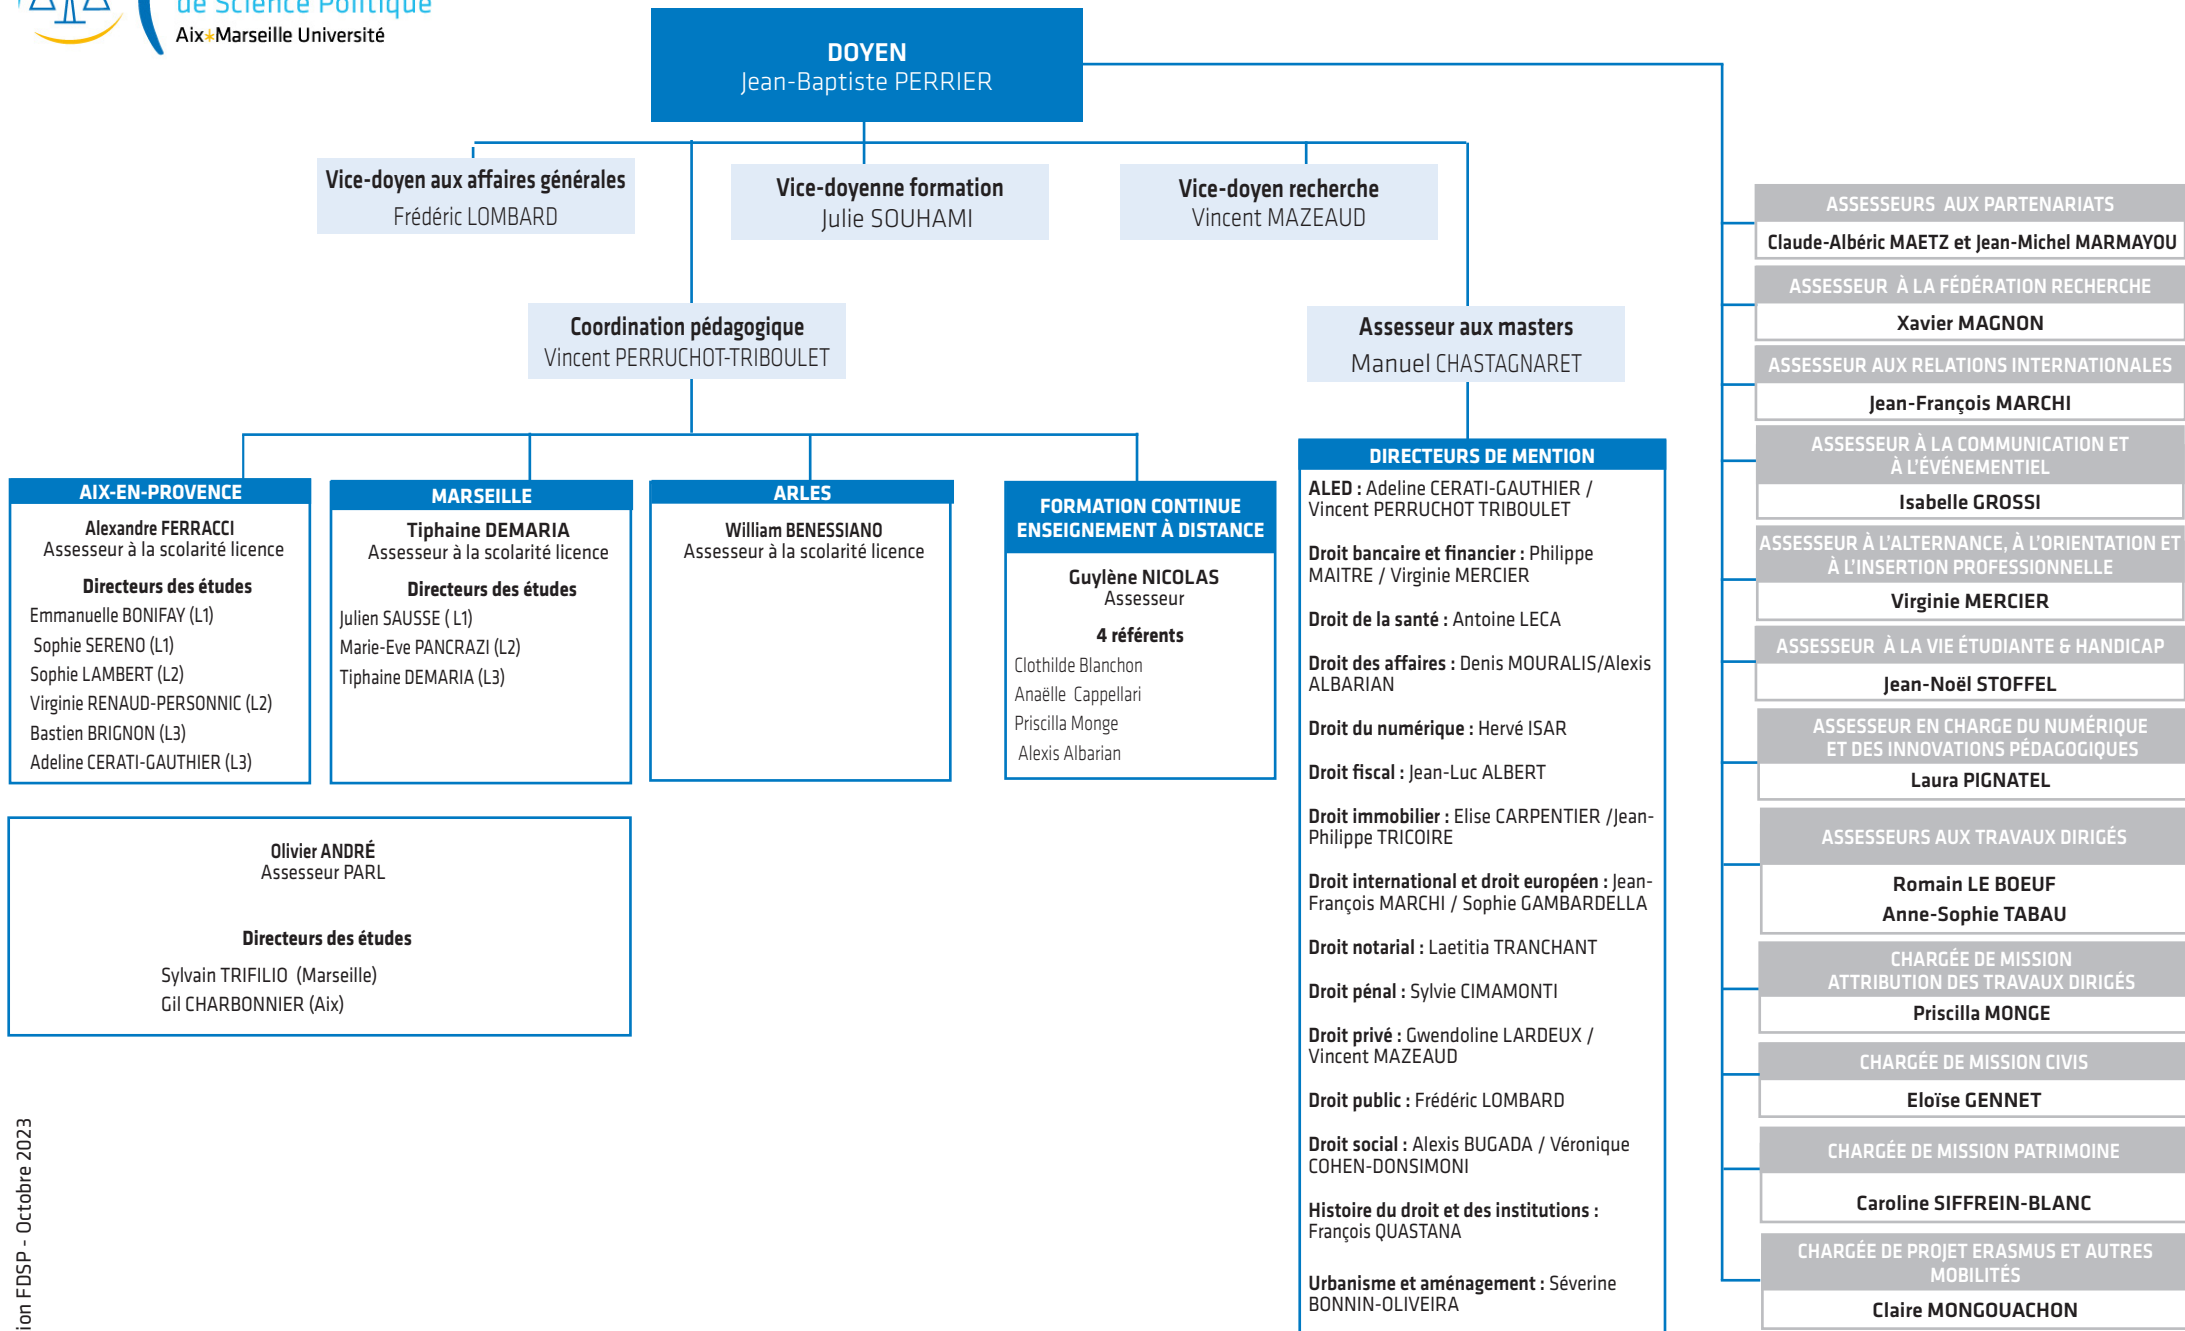 de Science Politique
Aix*Marseille Université
DOYEN
Jean-Baptiste PERRIER
Vice-doyen aux affaires générales
Frédéric LOMBARD
Vice-doyenne formation
Julie SOUHAMI
Vice-doyen recherche
Vincent MAZEAUD
Coordination pédagogique
Vincent PERRUCHOT-TRIBOULET
Assesseur aux masters
Manuel CHASTAGNARET
AIX-EN-PROVENCE
Alexandre FERRACCI
Assesseur à la scolarité licence
Directeurs des études
Emmanuelle BONIFAY (L1)
Sophie SERENO (L1)
Sophie LAMBERT (L2)
Virginie RENAUD-PERSONNIC (L2)
Bastien BRIGNON (L3)
Adeline CERATI-GAUTHIER (L3)
MARSEILLE
Tiphaine DEMARIA
Assesseur à la scolarité licence
Directeurs des études
Julien SAUSSE ( L1)
Marie-Eve PANCRAZI (L2)
Tiphaine DEMARIA (L3)
ARLES
William BENESSIANO
Assesseur à la scolarité licence
FORMATION CONTINUE
ENSEIGNEMENT À DISTANCE
Guylène NICOLAS
Assesseur
4 référents
Clothilde Blanchon
Anaëlle Cappellari
Priscilla Monge
Alexis Albarian
Olivier ANDRÉ
Assesseur PARL
Directeurs des études
Sylvain TRIFILIO (Marseille)
Gil CHARBONNIER (Aix)
DIRECTEURS DE MENTION
ALED : Adeline CERATI-GAUTHIER /
Vincent PERRUCHOT TRIBOULET
Droit bancaire et financier : Philippe
MAITRE / Virginie MERCIER
Droit de la santé : Antoine LECA
Droit des affaires : Denis MOURALIS/Alexis
ALBARIAN
Droit du numérique : Hervé ISAR
Droit fiscal : Jean-Luc ALBERT
Droit immobilier : Elise CARPENTIER /Jean-
Philippe TRICOIRE
Droit international et droit européen : Jean-
François MARCHI / Sophie GAMBARDELLA
Droit notarial : Laetitia TRANCHANT
Droit pénal : Sylvie CIMAMONTI
Droit privé : Gwendoline LARDEUX /
Vincent MAZEAUD
Droit public : Frédéric LOMBARD
Droit social : Alexis BUGADA / Véronique
COHEN-DONSIMONI
Histoire du droit et des institutions :
François QUASTANA
Urbanisme et aménagement : Séverine
BONNIN-OLIVEIRA
ASSESSEURS AUX PARTENARIATS
Claude-Albéric MAETZ et Jean-Michel MARMAYOU
ASSESSEUR À LA FÉDÉRATION RECHERCHE
Xavier MAGNON
ASSESSEUR AUX RELATIONS INTERNATIONALES
Jean-François MARCHI
ASSESSEUR À LA COMMUNICATION ET
À L'ÉVÉNEMENTIEL
Isabelle GROSSI
ASSESSEUR À L'ALTERNANCE, À L'ORIENTATION ET
À L'INSERTION PROFESSIONNELLE
Virginie MERCIER
ASSESSEUR À LA VIE ÉTUDIANTE & HANDICAP
Jean-Noël STOFFEL
ASSESSEUR EN CHARGE DU NUMÉRIQUE
ET DES INNOVATIONS PÉDAGOGIQUES
Laura PIGNATEL
ASSESSEURS AUX TRAVAUX DIRIGÉS
Romain LE BOEUF
Anne-Sophie TABAU
CHARGÉE DE MISSION
ATTRIBUTION DES TRAVAUX DIRIGÉS
Priscilla MONGE
CHARGÉE DE MISSION CIVIS
Eloïse GENNET
CHARGÉE DE MISSION PATRIMOINE
Caroline SIFFREIN-BLANC
CHARGÉE DE PROJET ERASMUS ET AUTRES
MOBILITÉS
Claire MONGOUACHON
ion FDSP - Octobre 2023